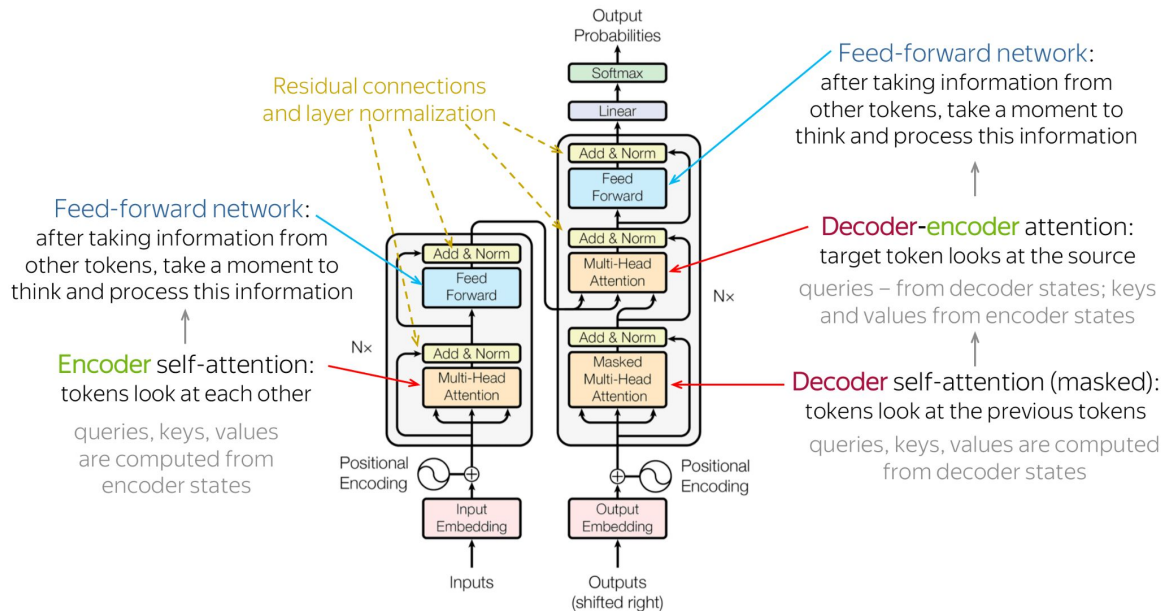 Output
Probabilities
Softmax
Linear
Add & Norm
Feed
Forward
Add & Norm
Multi-Head
Attention
Nx
Add & Norm
Masked
Multi-Head
Attention
Positional
Encoding
Output
Embedding
Outputs
(shifted right)
Add & Norm
Feed
Forward
Nx
Add & Norm
Multi-Head
Attention
Positional
Encoding
Input
Embedding
Inputs
Residual connections
and layer normalization
Feed-forward network:
after taking information from
other tokens, take a moment to
think and process this information
Encoder self-attention:
tokens look at each other
queries, keys, values
are computed from
encoder states
Feed-forward network:
after taking information from
other tokens, take a moment to
think and process this information
Decoder-encoder attention:
target token looks at the source
queries – from decoder states; keys
and values from encoder states
Decoder self-attention (masked):
tokens look at the previous tokens
queries, keys, values are computed
from decoder states